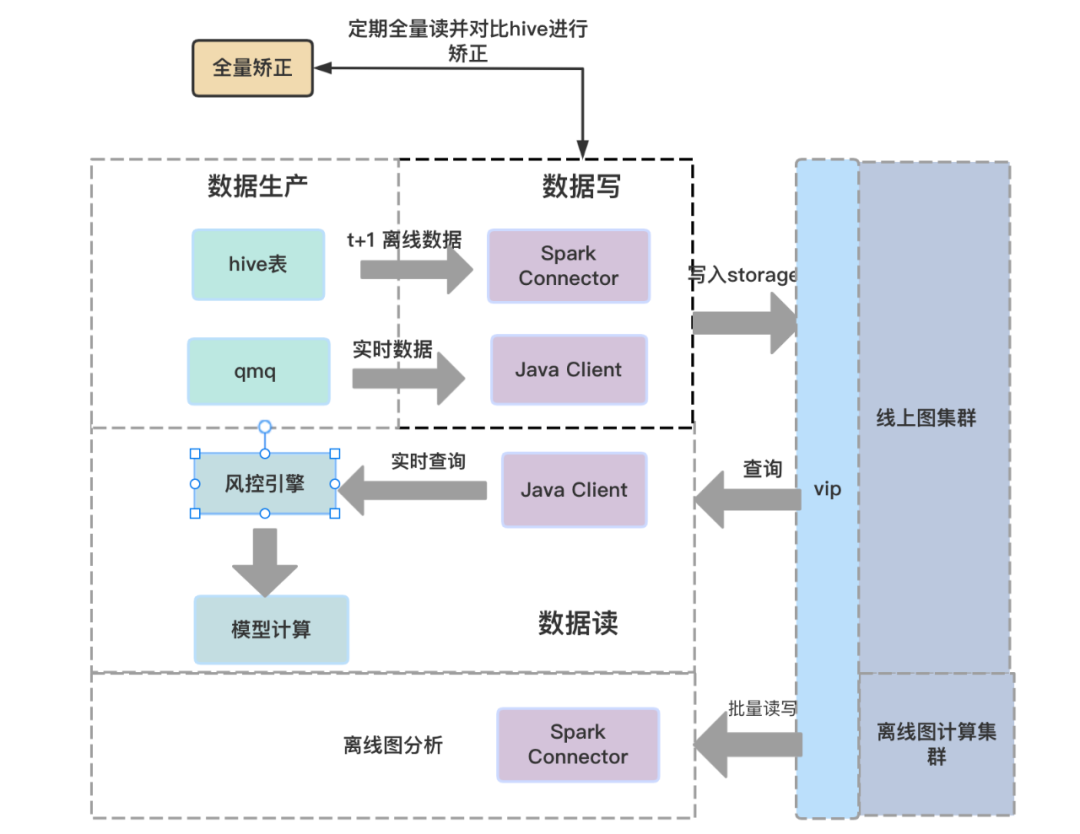 定期全量读并对比hive进行
矫正
全量矫正
数据生产
数据写
hive表
t+1 离线数据
Spark
Connector
写入storage
qmq
实时数据
Java Client
线上图集群
风控引擎
实时查询
Java Client
查询
vip
模型计算
数据读
离线图分析
Spark
Connector
批量读写
离线图计算集
群